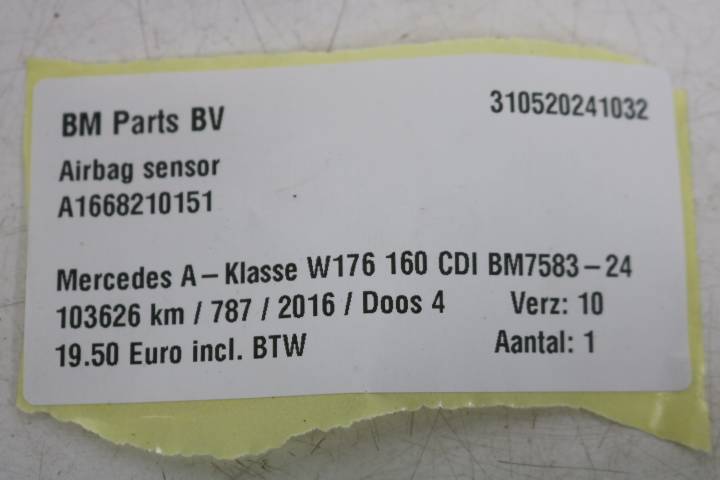 BM Parts BV 310520241032
Airbag sensor
A1668210151
Mercedes A-Klasse W176 160 CDI BM7583-24
103626 km / 787 / 2016 / Doos 4 Verz: 10
19.50 Euro incl. BTW Aantal: 1